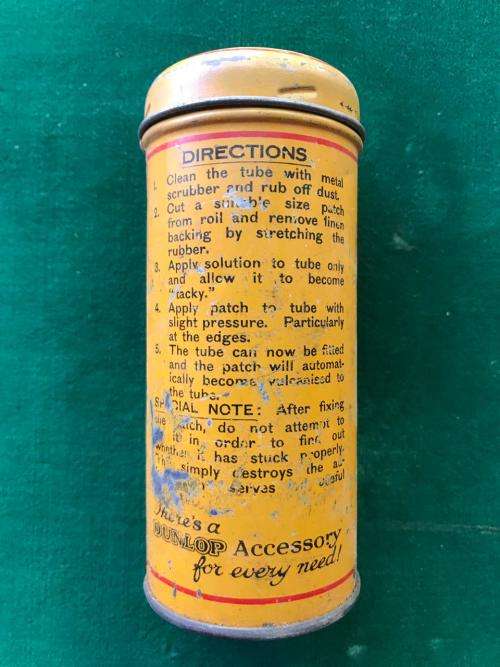 DIRECTIONS
1. Clean the tube with metal
scrubber and rub off dust.
2. Cut a suitable size patch
from roll and remove linen
backing by stretching the
rubber.
3. Apply solution to tube only
and allow it to become
"tacky."
4. Apply patch to tube with
slight pressure. Particularly
at the edges.
5. The tube can now be fitted
and the patch will automat-
ically become vulcanised to
the tube.
SPECIAL NOTE: After fixing
the patch, do not attempt to
it in order to find out
whether it has stuck properly.
This simply destroys the
serves useful
There's a
DUNLOP Accessory
for every need!